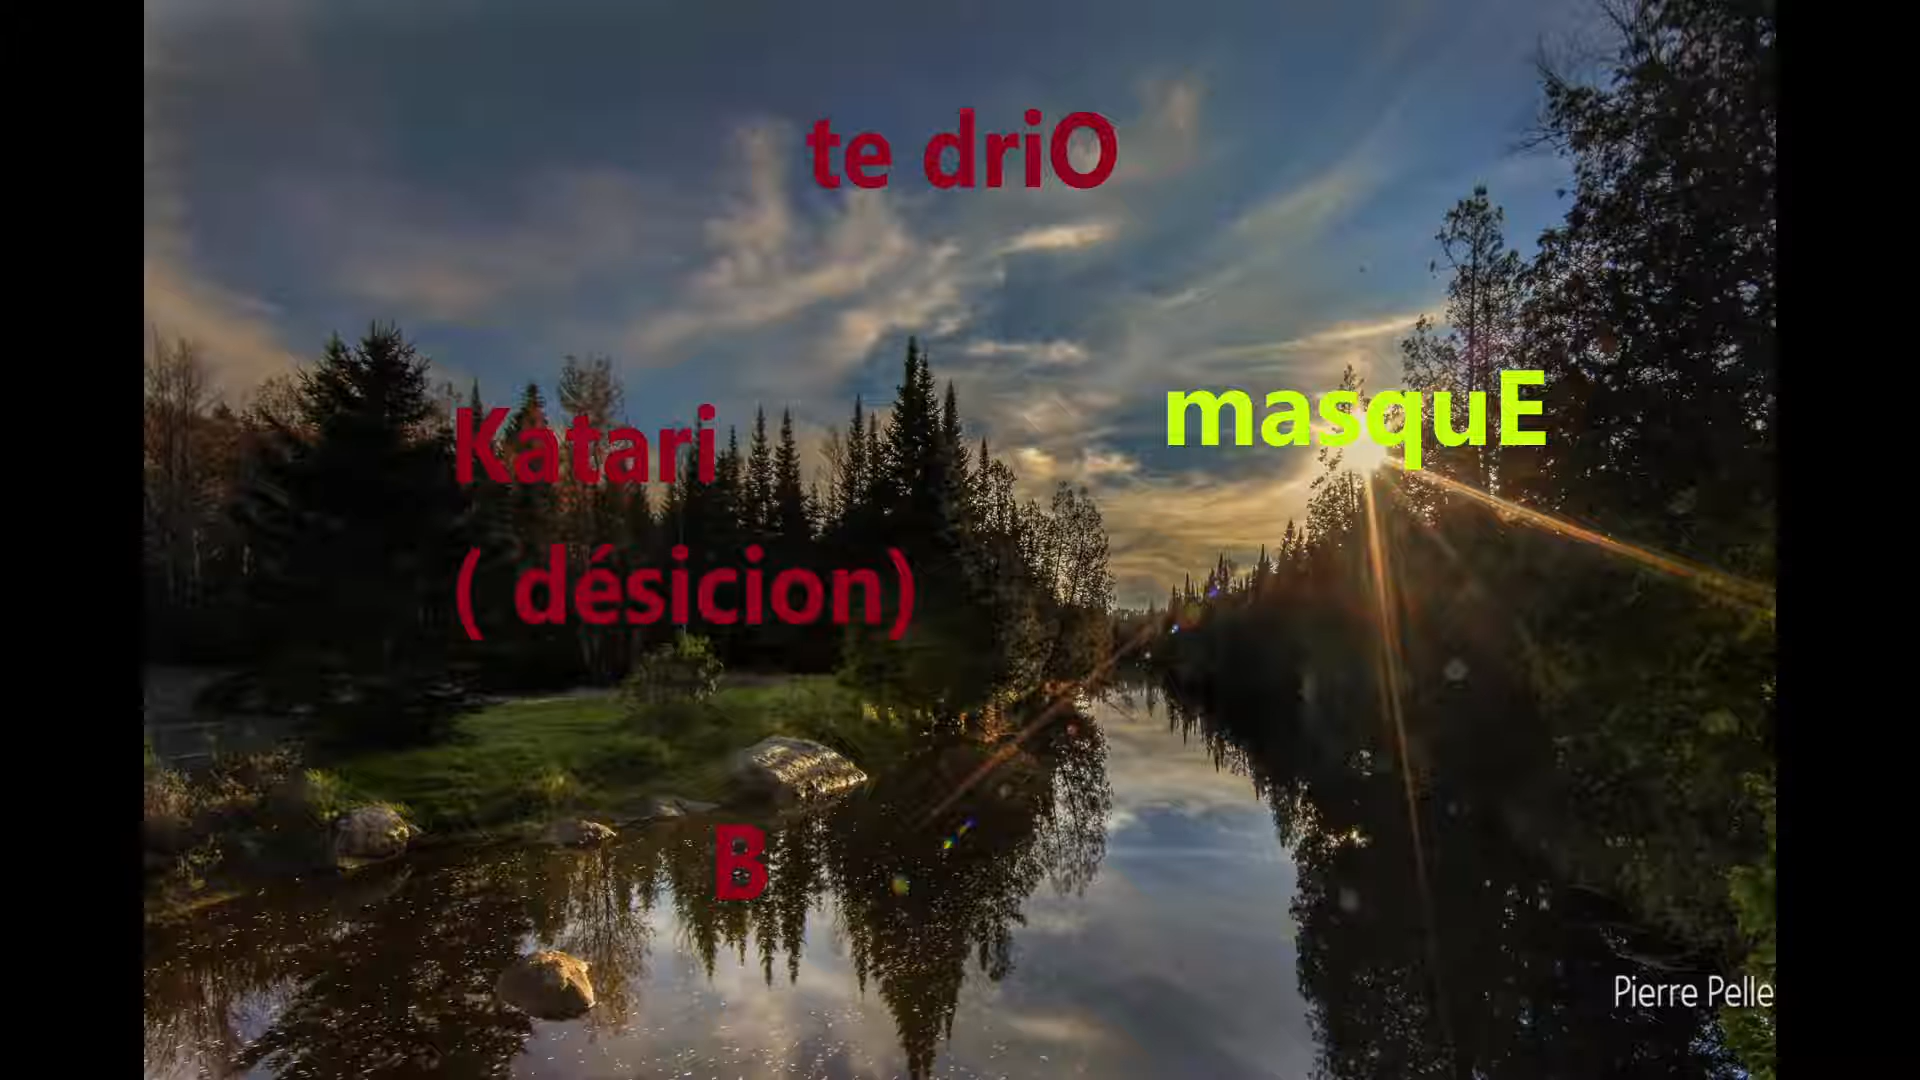 te driO
masquE
Katari
( désicion)
B
Pierre Pelle